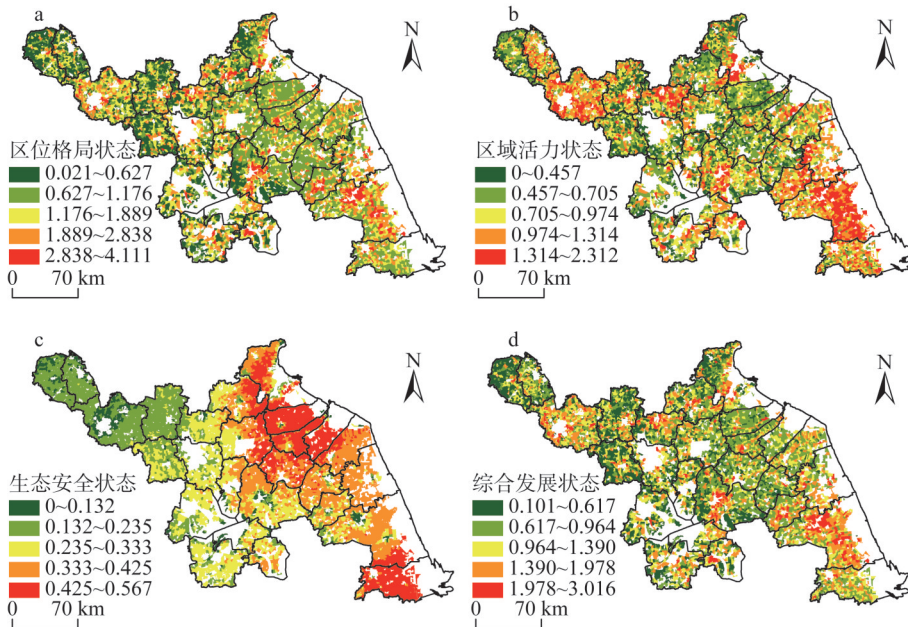 a
N
区位格局状态
0.021~0.627
0.627~1.176
1.176~1.889
1.889~2.838
2.838~4.111
0 70 km
b
N
区域活力状态
0~0.457
0.457~0.705
0.705~0.974
0.974~1.314
1.314~2.312
0 70 km
c
N
生态安全状态
0~0.132
0.132~0.235
0.235~0.333
0.333~0.425
0.425~0.567
0 70 km
d
N
综合发展状态
0.101~0.617
0.617~0.964
0.964~1.390
1.390~1.978
1.978~3.016
0 70 km